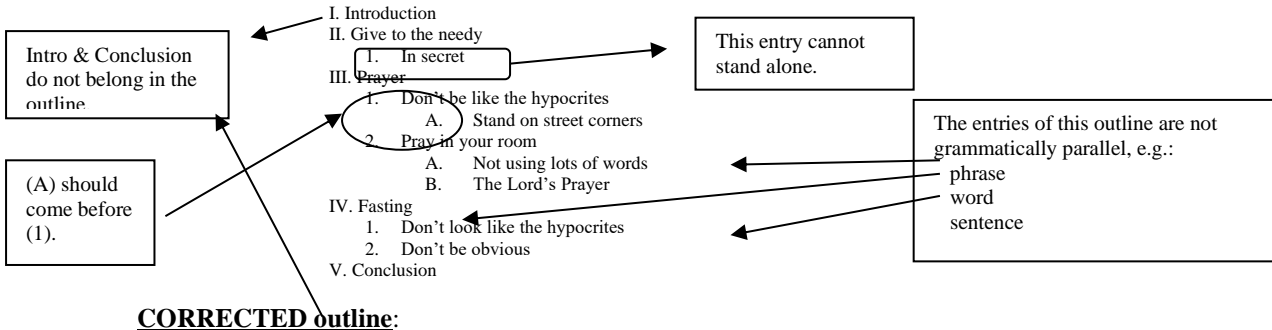 I. Introduction
II. Give to the needy
1. In secret
III. Prayer
1. Don't be like the hypocrites
A. Stand on street corners
2. Pray in your room
A. Not using lots of words
B. The Lord's Prayer
IV. Fasting
1. Don't look like the hypocrites
2. Don't be obvious
V. Conclusion
Intro & Conclusion
do not belong in the
outline
(A) should
come before
(1).
This entry cannot
stand alone.
The entries of this outline are not
grammatically parallel, e.g.:
phrase
word
sentence
CORRECTED outline: